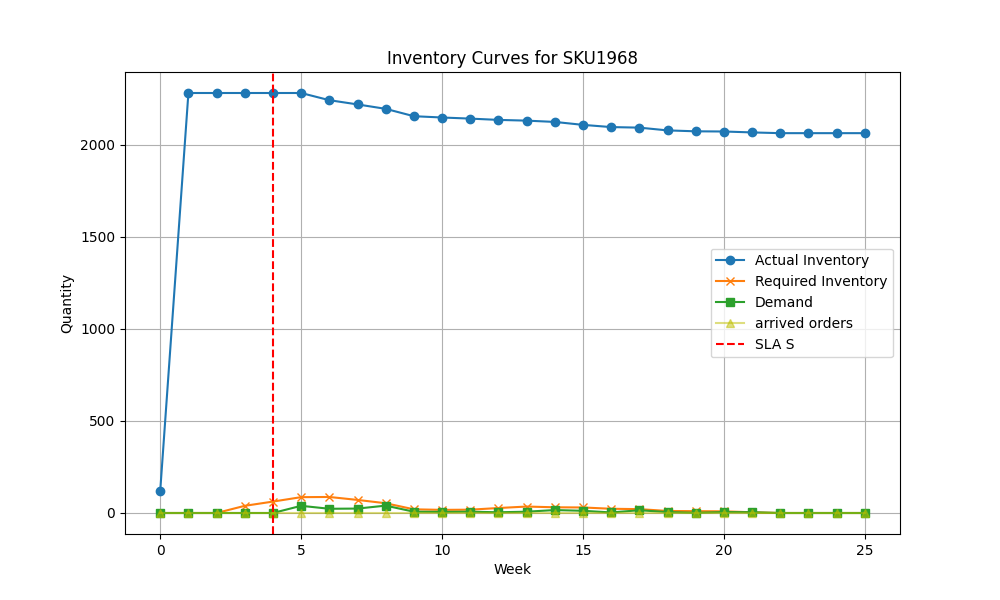 Inventory Curves for SKU1968
Quantity
2000
1500
1000
500
0
Actual Inventory
Required Inventory
Demand
arrived orders
SLA S
0 5 10 15 20 25
Week